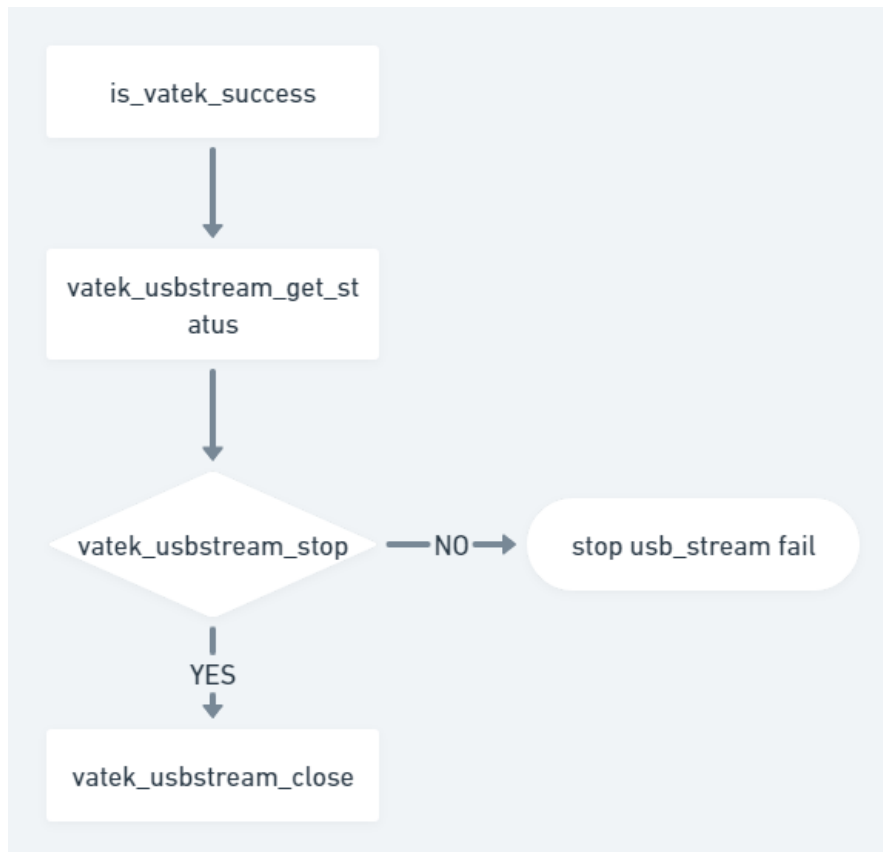 is_vatek_success
vatek_usbstream_get_st
atus
vatek_usbstream_stop
NO
stop usb_stream fail
YES
vatek_usbstream_close